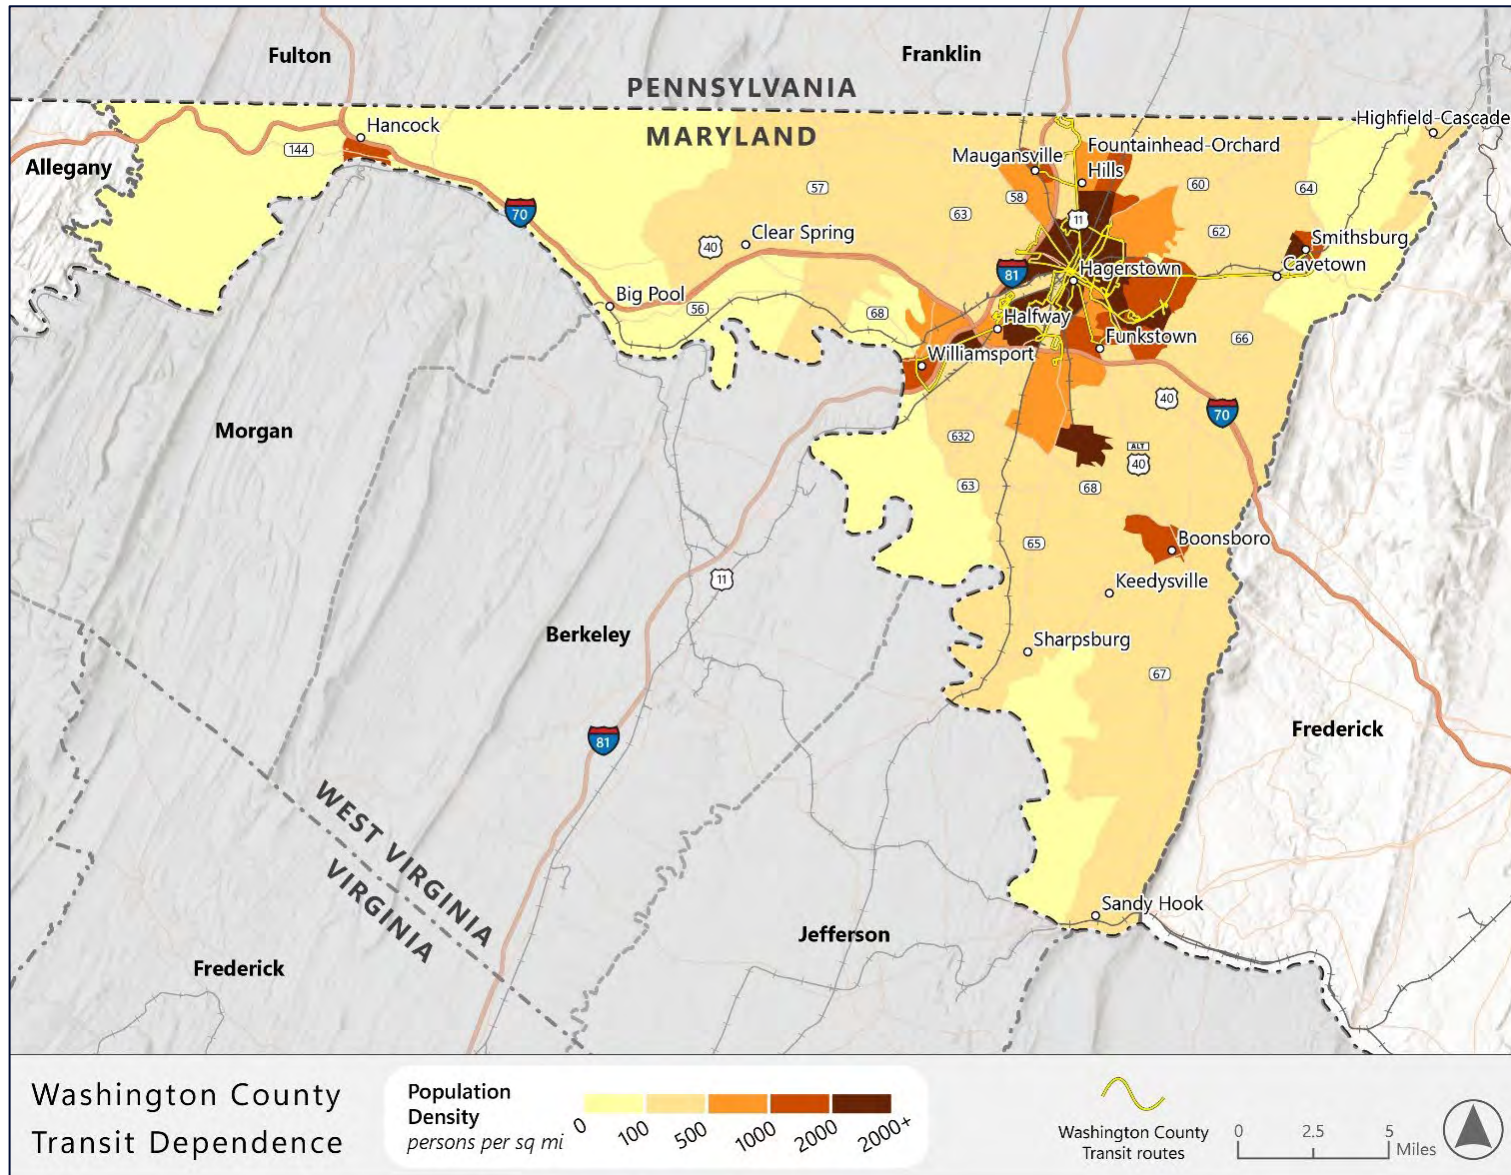 Fulton
Franklin
PENNSYLVANIA
MARYLAND
Highfield-Cascade
Hancock
144
Allegany
Maugansville
Fountainhead-Orchard
Hills
57
60
64
58
63
11
62
70
Clear Spring
40
Smithsburg
Cavetown
81
Hagerstown
Big Pool
56
68
Halfway
Funkstown
66
Williamsport
40
70
Morgan
632
ALT
40
63
68
65
Boonsboro
11
Keedysville
Berkeley
Sharpsburg
67
81
Frederick
WEST VIRGINIA
VIRGINIA
Sandy Hook
Jefferson
Frederick
Washington County
Transit Dependence
Population
Density
persons per sq mi
0 100 500 1000 2000 2000+
Washington County
Transit routes
0 2.5 5 Miles